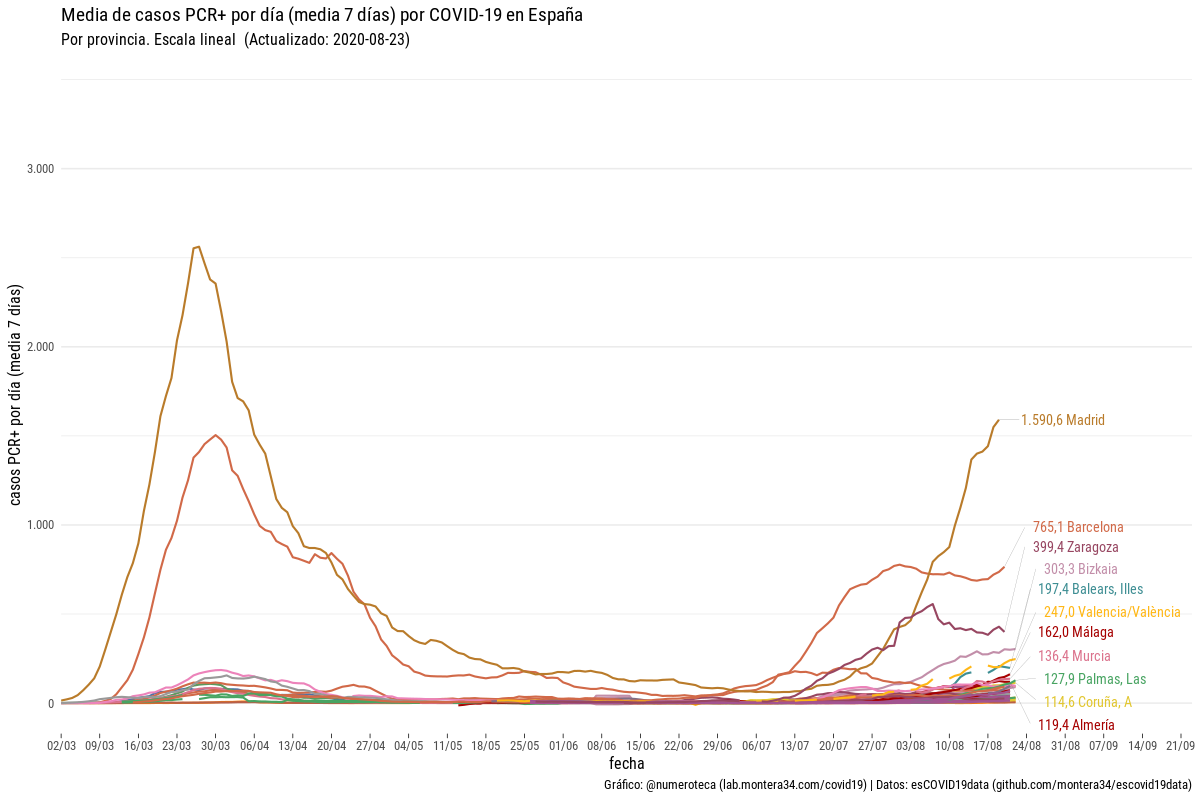 Media de casos PCR+ por día (media 7 días) por COVID-19 en España
Por provincia. Escala lineal (Actualizado: 2020-08-23)
casos PCR+ por día (media 7 días)
3.000
2.000
1.000
0
1.590,6 Madrid
765,1 Barcelona
399,4 Zaragoza
303,3 Bizkaia
197,4 Balears, Illes
247,0 Valencia/València
162,0 Málaga
136,4 Murcia
127,9 Palmas, Las
114,6 Coruña, A
119,4 Almería
02/03 09/03 16/03 23/03 30/03 06/04 13/04 20/04 27/04 04/05 11/05 18/05 25/05 01/06 08/06 15/06 22/06 29/06 06/07 13/07 20/07 27/07 03/08 10/08 17/08 24/08 31/08 07/09 14/09 21/09
fecha
Gráfico: @numeroteca (lab.montera34.com/covid19) | Datos: esCOVID19data (github.com/montera34/escovid19data)